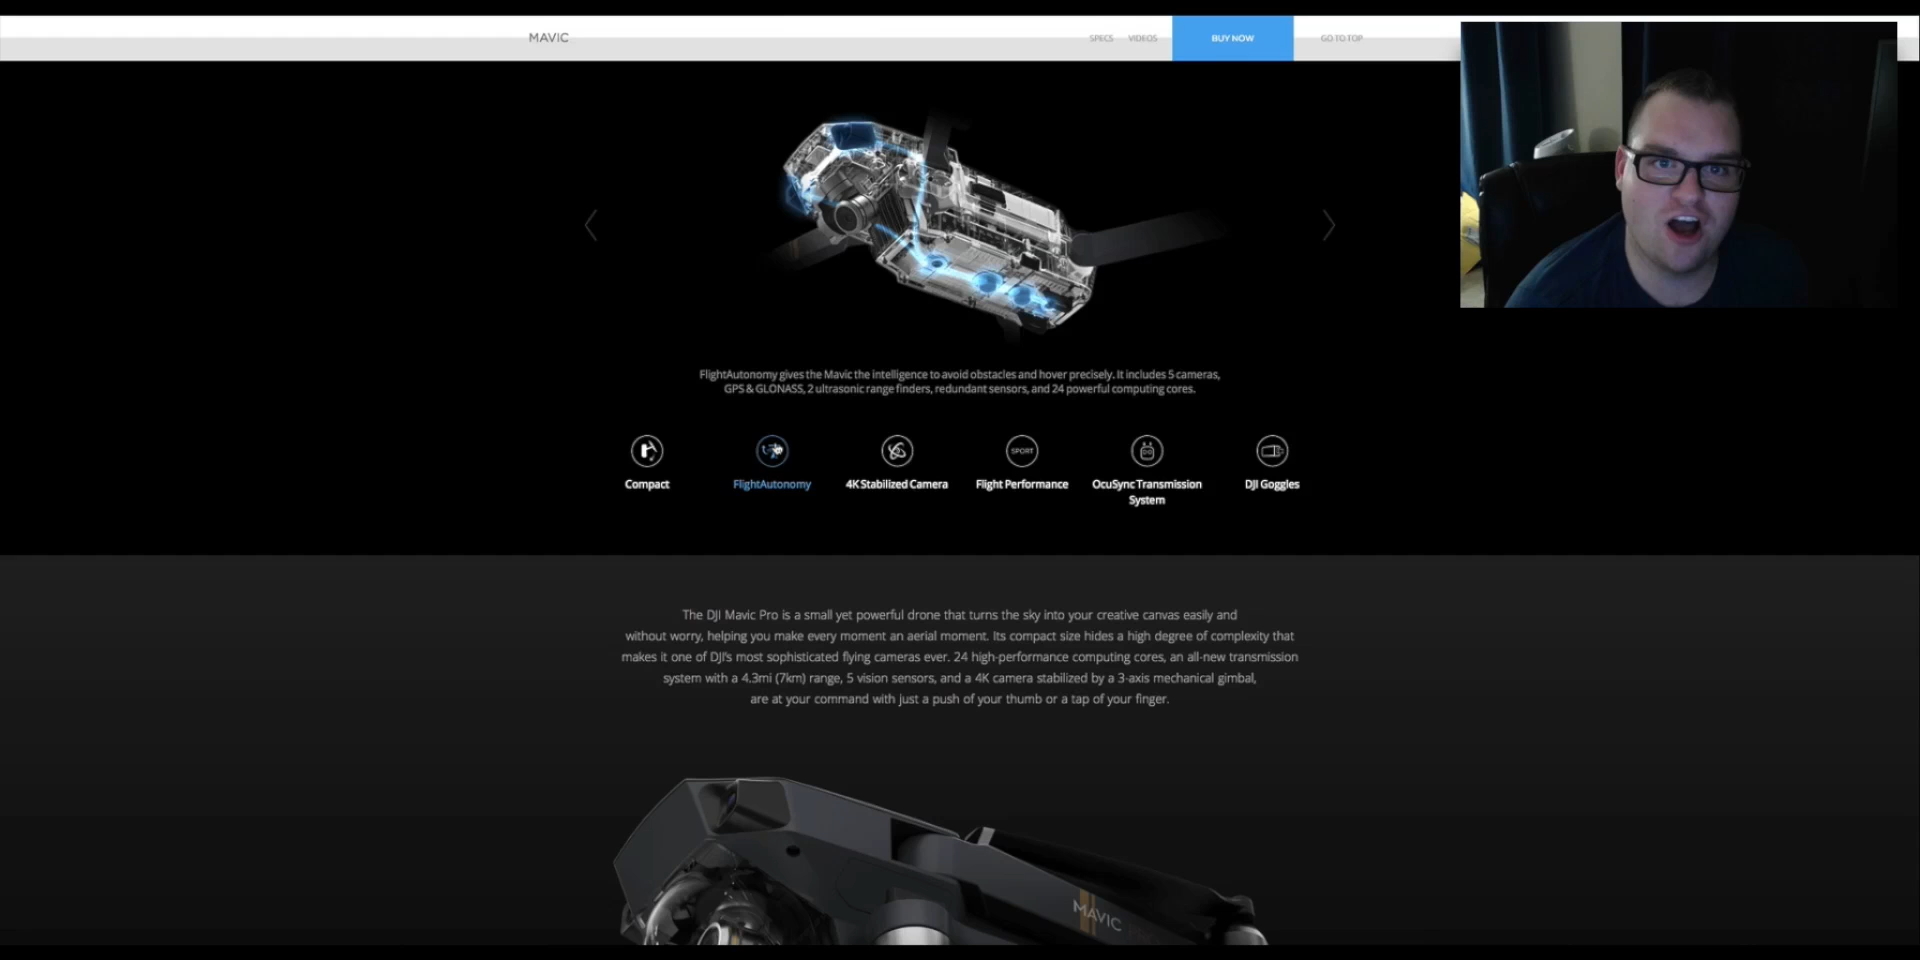 MAVIC
SPECS
VIDEOS
BUY NOW
GO TO TOP
FlightAutonomy gives the Mavic the intelligence to avoid obstacles and hover precisely. It includes 5 cameras,
GPS & GLONASS, 2 ultrasonic range finders, redundant sensors, and 24 powerful computing cores.
SPORT
Compact
FlightAutonomy
4K Stabilized Camera
Flight Performance
OcuSync Transmission
System
DJI Goggles
The DJI Mavic Pro is a small yet powerful drone that turns the sky into your creative canvas easily and
without worry, helping you make every moment an aerial moment. Its compact size hides a high degree of complexity that
makes it one of DJI's most sophisticated flying cameras ever. 24 high-performance computing cores, an all-new transmission
system with a 4.3mi (7km) range, 5 vision sensors, and a 4K camera stabilized by a 3-axis mechanical gimbal,
are at your command with just a push of your thumb or a tap of your finger.
MAVIC